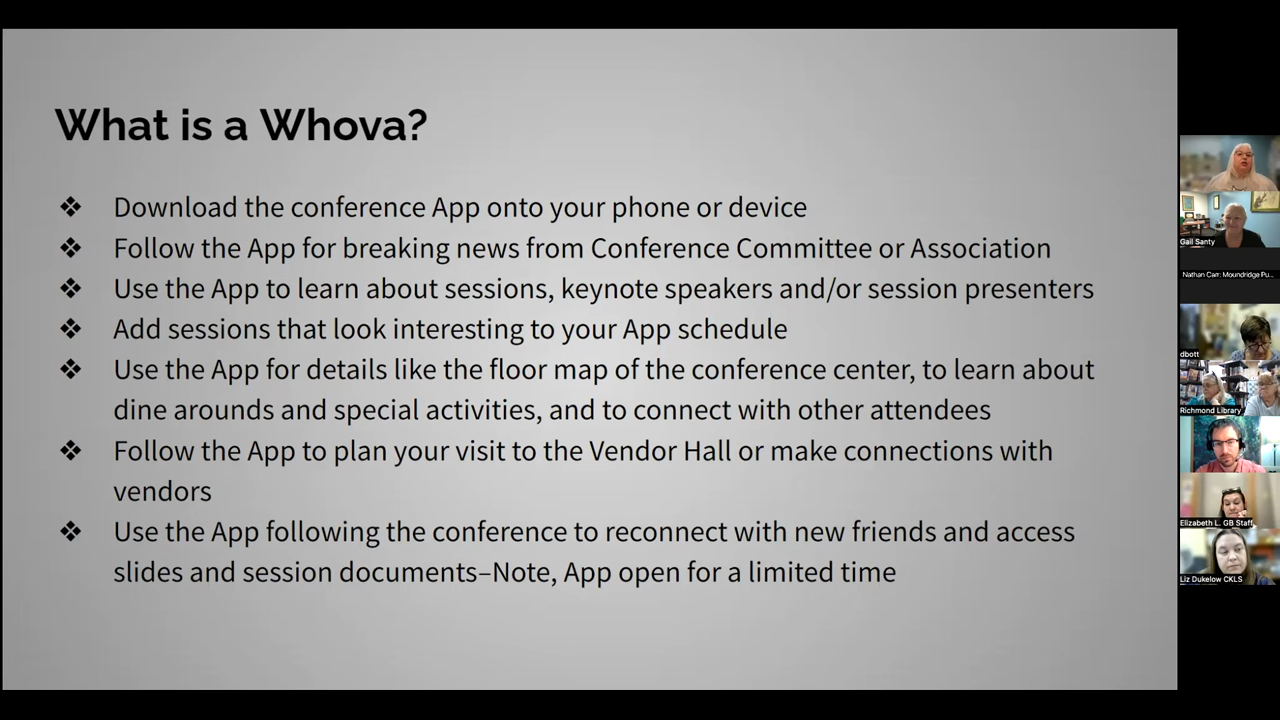 What is a Whova?
❖ Download the conference App onto your phone or device
❖ Follow the App for breaking news from Conference Committee or Association
❖ Use the App to learn about sessions, keynote speakers and/or session presenters
❖ Add sessions that look interesting to your App schedule
❖ Use the App for details like the floor map of the conference center, to learn about
dine arounds and special activities, and to connect with other attendees
❖ Follow the App to plan your visit to the Vendor Hall or make connections with
vendors
❖ Use the App following the conference to reconnect with new friends and access
slides and session documents–Note, App open for a limited time
Gail Santy
Nathan Carr: Moundridge Pu...
dbott
Richmond Library
Elizabeth L. GB Staff
Liz Dukelow CKLS